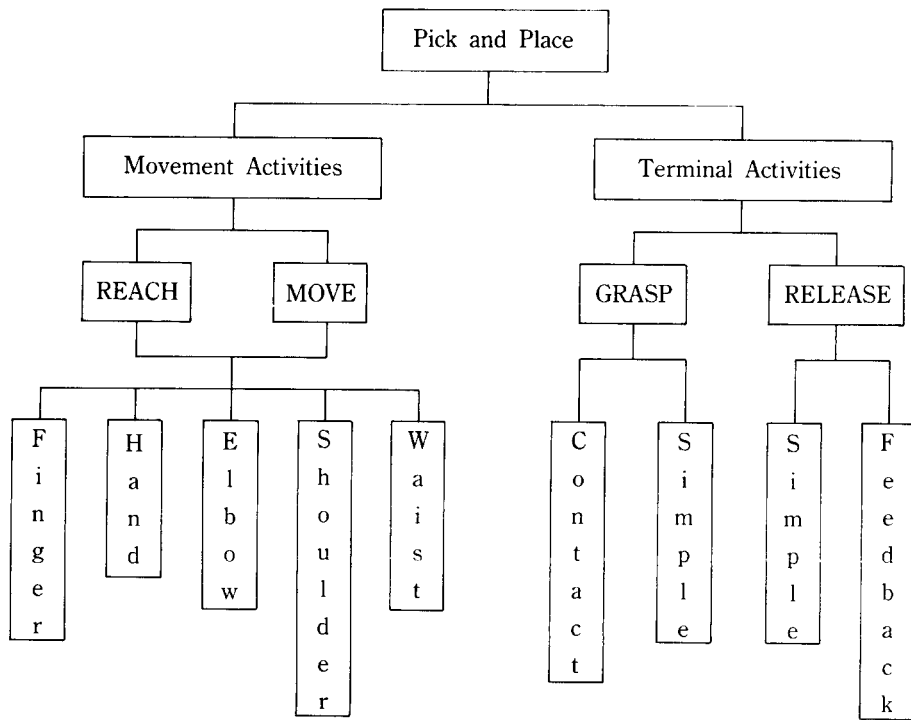 Pick and Place
Movement Activities
Terminal Activities
REACH
MOVE
GRASP
RELEASE
Finger
Hand
Elbow
Shoulder
Waist
Contact
Simple
Simple
Feedback